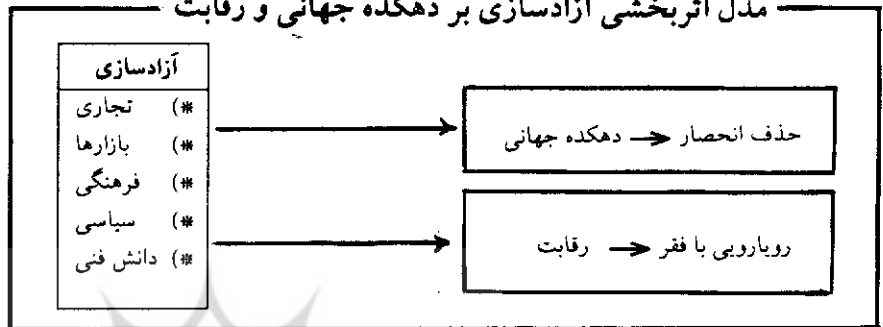 مدل اثربخشی آزادسازی بر دهکده جهانی و رقابت
آزادسازی
*) تجاری
*) بازارها
*) فرهنگی
*) سیاسی
*) دانش فنی
حذف انحصار ← دهکده جهانی
رویارویی با فقر ← رقابت